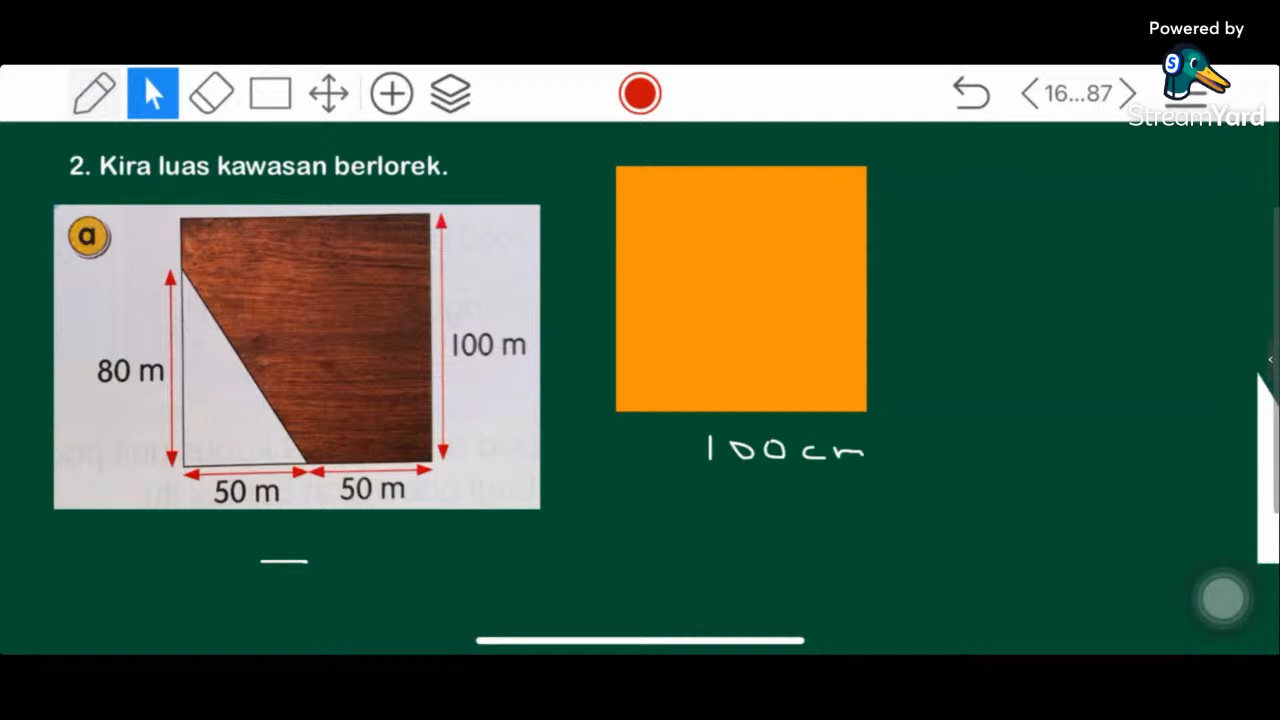 Powered by
StreamYard
16...87
2. Kira luas kawasan berlorek.
a
80 m
100 m
50 m 50 m
100 cm